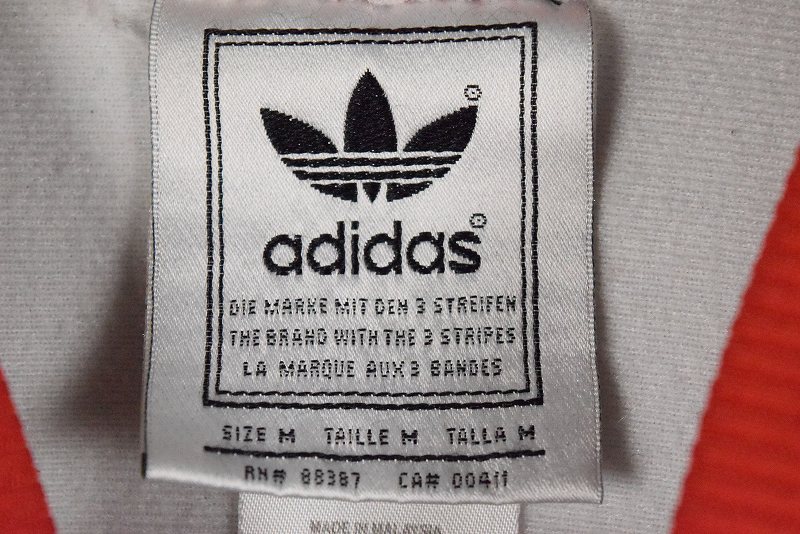 adidas
DIE MARKE MIT DEN 3 STREIFEN
THE BRAND WITH THE 3 STRIPES
LA MARQUE AUX 3 BANDES
SIZE M TAILLE M TALLA M
RN# 88387 CA# 00411
MADE IN MALAYSIA